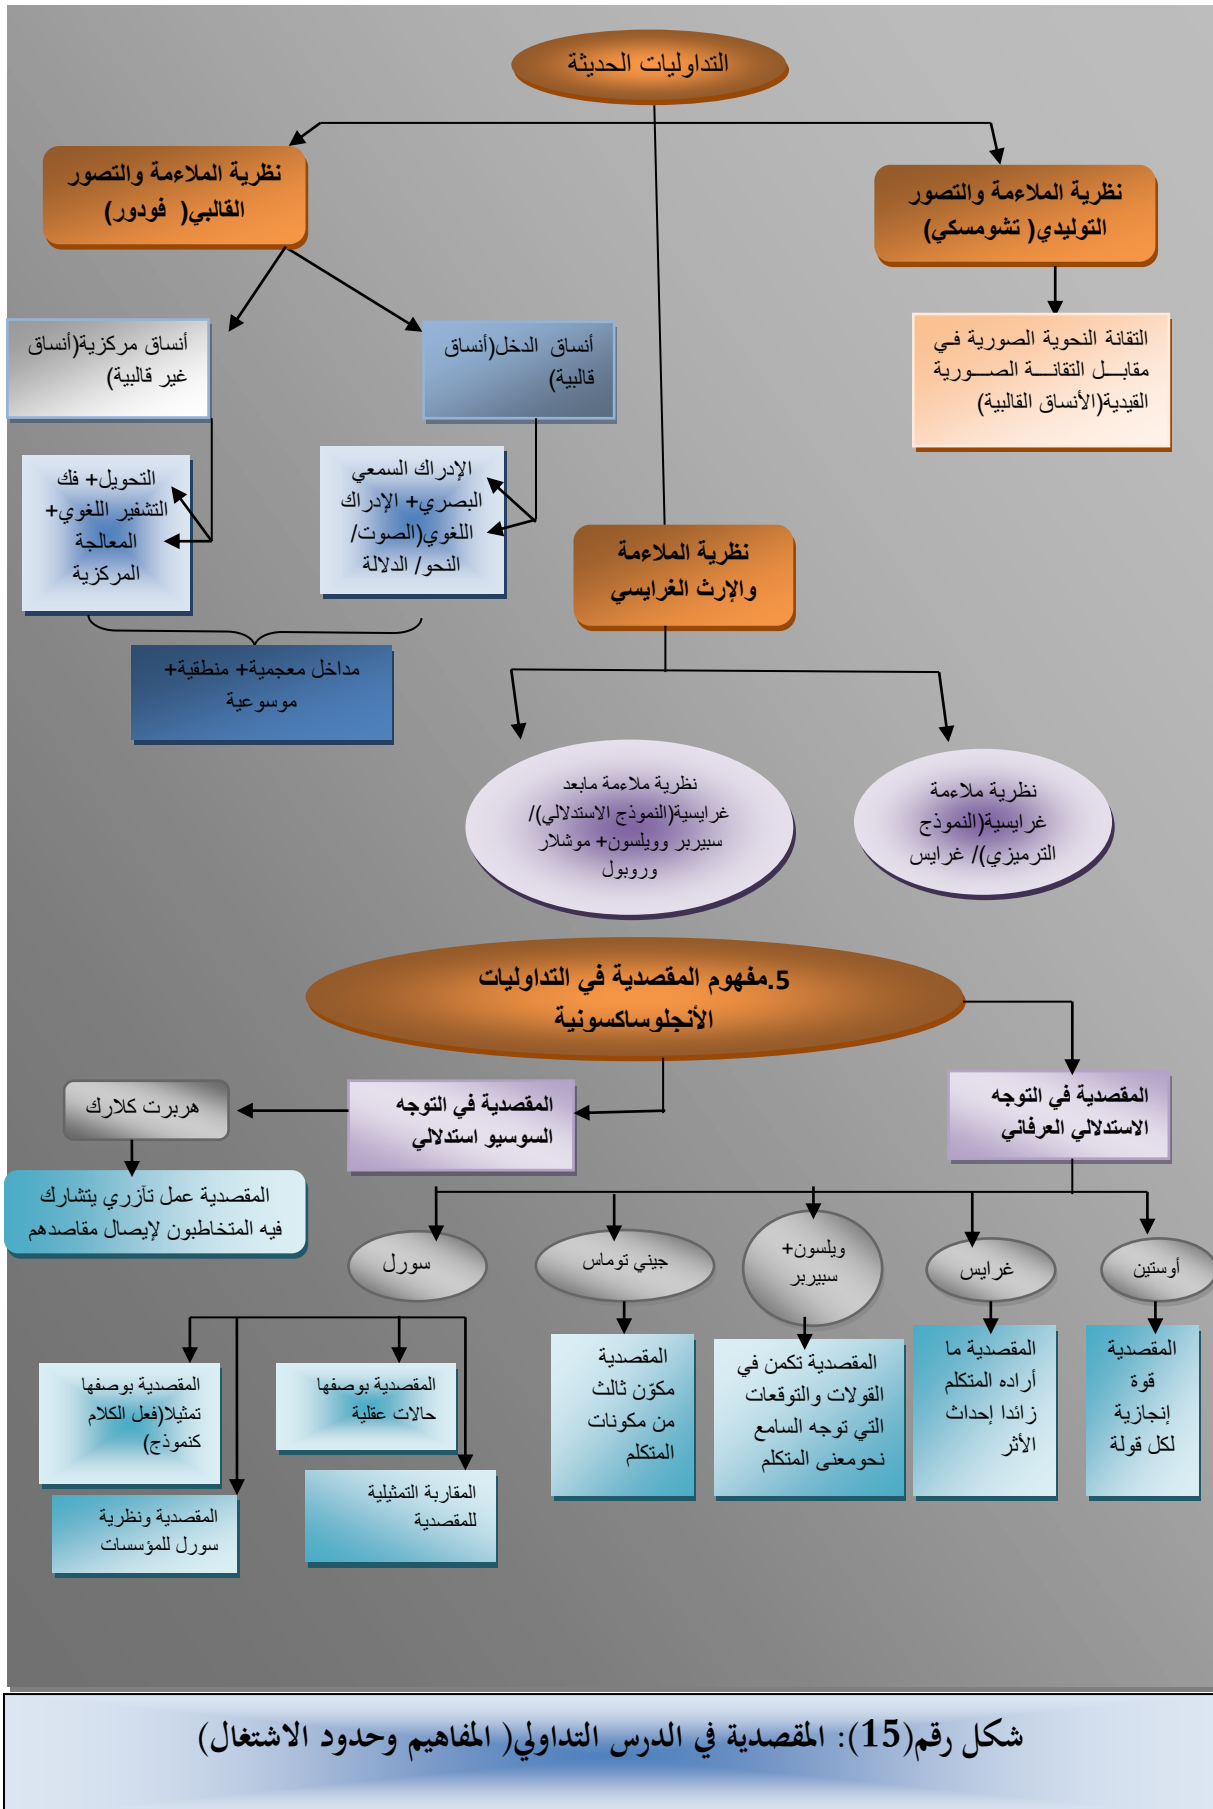 التداوليات الحديثة
نظرية الملاءمة والتصور
التوليدي( تشومسكي)
نظرية الملاءمة والتصور
القالبي( فودور)
التقانة النحوية الصورية في
مقابـــل التقانـــة الصـــورية
القيدية(الأنساق القالبية)
أنساق الدخل(أنساق
قالبية)
أنساق مركزية(أنساق
غير قالبية)
الإدراك السمعي
البصري+ الإدراك
اللغوي(الصوت/
النحو/ الدلالة
التحويل+ فك
التشفير اللغوي+
المعالجة
المركزية
مداخل معجمية+ منطقية+
موسوعية
نظرية الملاءمة
والإرث الغرايسي
نظرية ملاءمة
غرايسية(النموذج
الترميزي)/ غرايس
نظرية ملاءمة مابعد
غرايسية(النموذج الاستدلالي)/
سبيربر وويلسون+ موشلار
وروبول
5.مفهوم المقصدية في التداوليات
الأنجلوساكسونية
المقصدية في التوجه
الاستدلالي العرفاني
المقصدية في التوجه
السوسيو استدلالي
هربرت كلارك
المقصدية عمل تآزري يتشارك
فيه المتخاطبون لإيصال مقاصدهم
أوستين
غرايس
ويلسون+
سبيربر
جيني توماس
سورل
المقصدية
قوة
إنجازية
لكل قولة
المقصدية ما
أراده المتكلم
زائدا إحداث
الأثر
المقصدية تكمن في
القولات والتوقعات
التي توجه السامع
نحومعنى المتكلم
المقصدية
مكوّن ثالث
من مكونات
المتكلم
المقصدية بوصفها
حالات عقلية
المقصدية بوصفها
تمثيلا(فعل الكلام
كنموذج)
المقاربة التمثيلية
للمقصدية
المقصدية ونظرية
سورل للمؤسسات
شكل رقم(15): المقصدية في الدرس التداولي( المفاهيم وحدود الاشتغال)